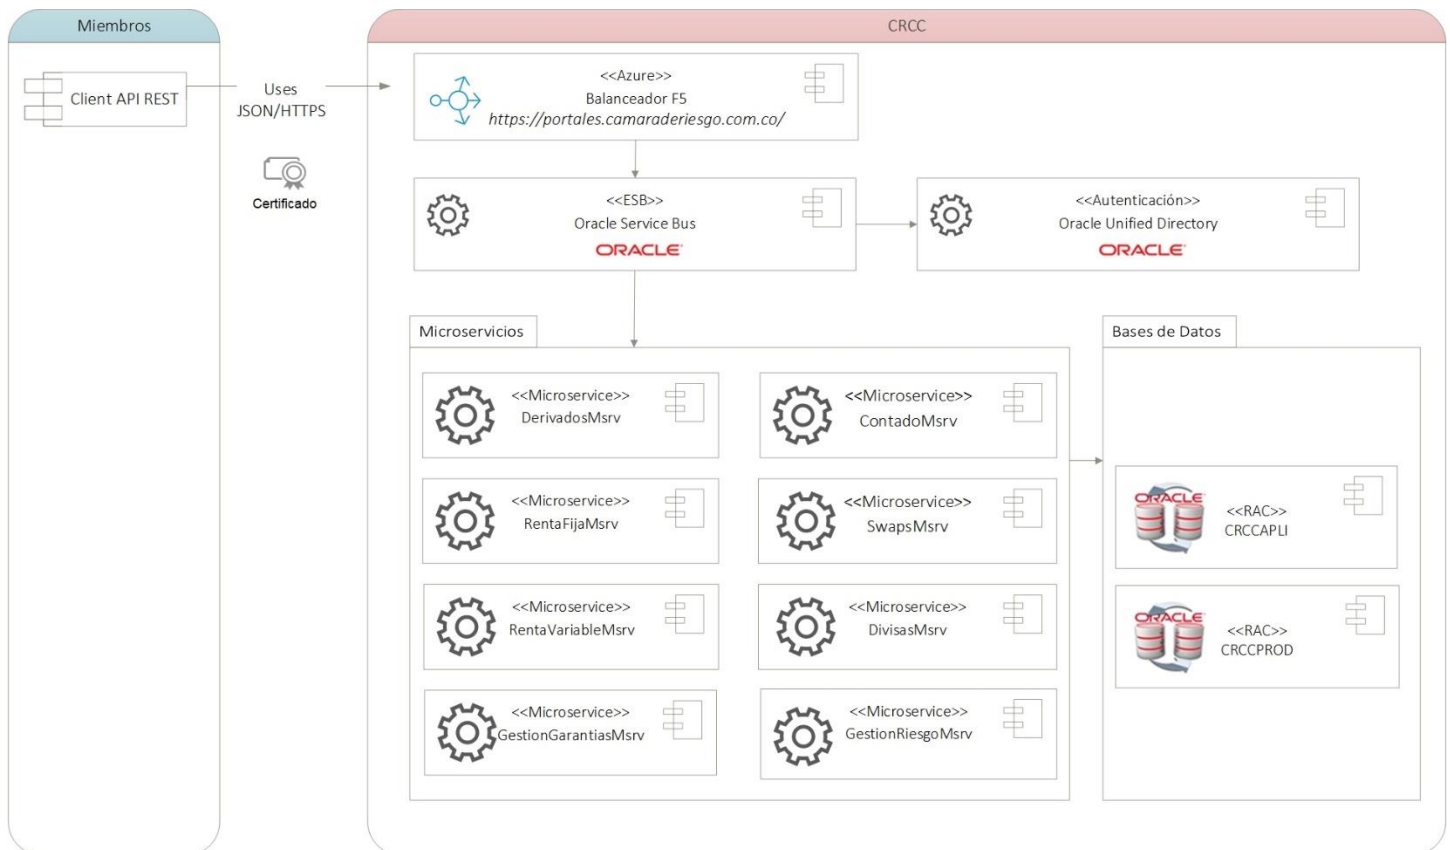 Miembros
CRCC
Client API REST
Uses
JSON/HTTPS
Certificado
<<Azure>>
Balanceador F5
https://portales.camaraderiesgo.com.co/
<<ESB>>
Oracle Service Bus
ORACLE
<<Autenticación>>
Oracle Unified Directory
ORACLE
Microservicios
<<Microservice>>
DerivadosMsrv
<<Microservice>>
ContadoMsrv
<<Microservice>>
RentaFijaMsrv
<<Microservice>>
SwapsMsrv
<<Microservice>>
RentaVariableMsrv
<<Microservice>>
DivisasMsrv
<<Microservice>>
GestionGarantiasMsrv
<<Microservice>>
GestionRiesgoMsrv
Bases de Datos
ORACLE
<<RAC>>
CRCCAPLI
ORACLE
<<RAC>>
CRCCPROD